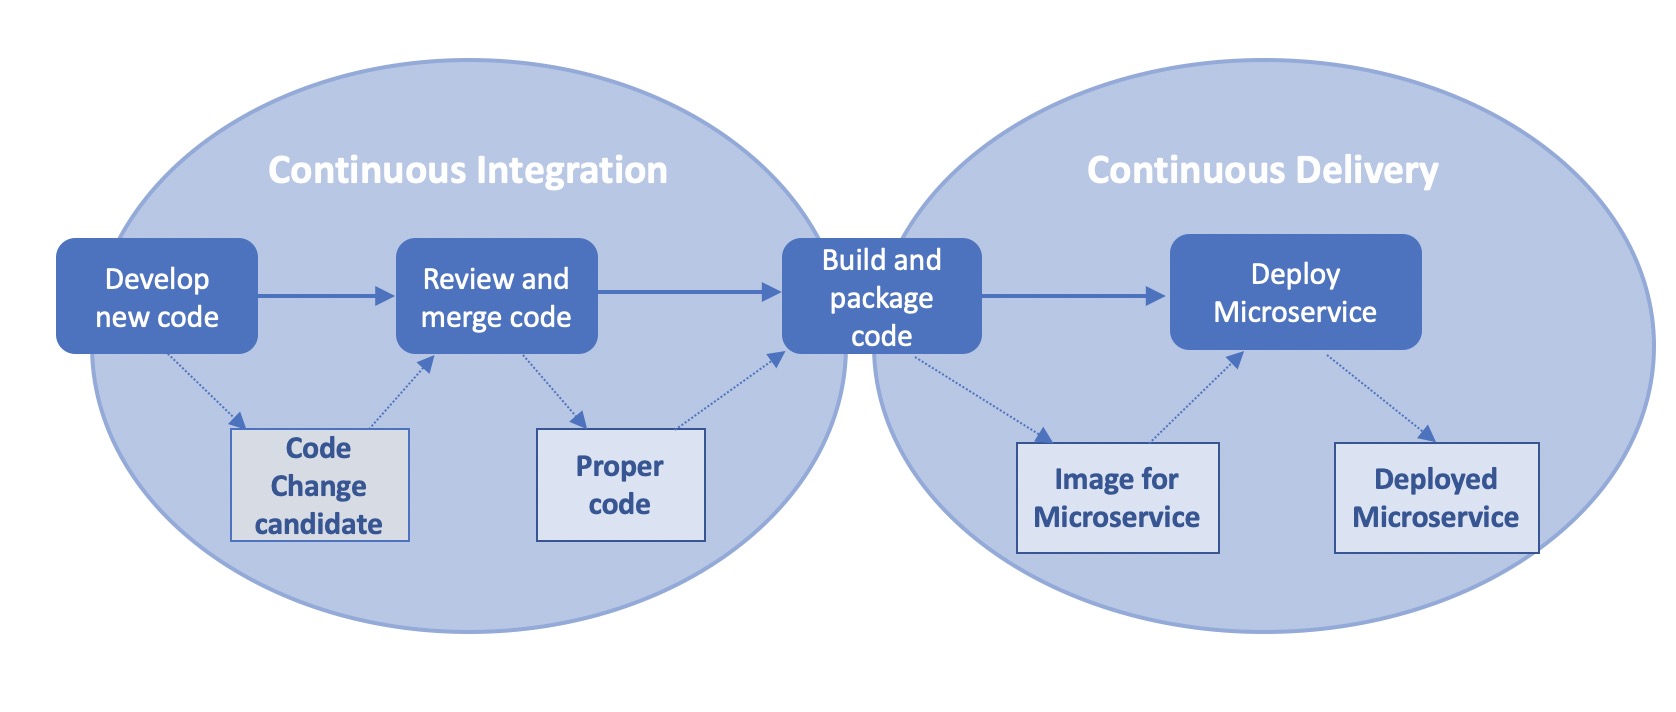 Continuous Integration
Continuous Delivery
Develop
new code
Review and
merge code
Build and
package
code
Deploy
Microservice
Code
Change
candidate
Proper
code
Image for
Microservice
Deployed
Microservice